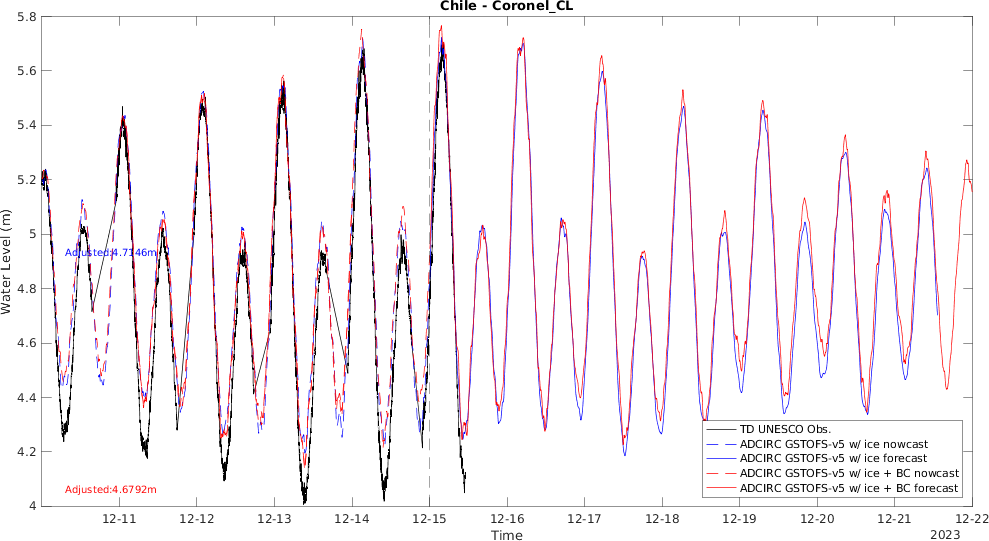 Chile - Coronel_CL
5.8
5.6
5.4
5.2
5
4.8
4.6
4.4
4.2
4
Water Level (m)
Adjusted:4.7146m
Adjusted:4.6792m
TD UNESCO Obs.
ADCIRC GSTOFS-v5 w/ ice nowcast
ADCIRC GSTOFS-v5 w/ ice forecast
ADCIRC GSTOFS-v5 w/ ice + BC nowcast
ADCIRC GSTOFS-v5 w/ ice + BC forecast
12-11 12-12 12-13 12-14 12-15 12-16 12-17 12-18 12-19 12-20 12-21 12-22
Time
2023